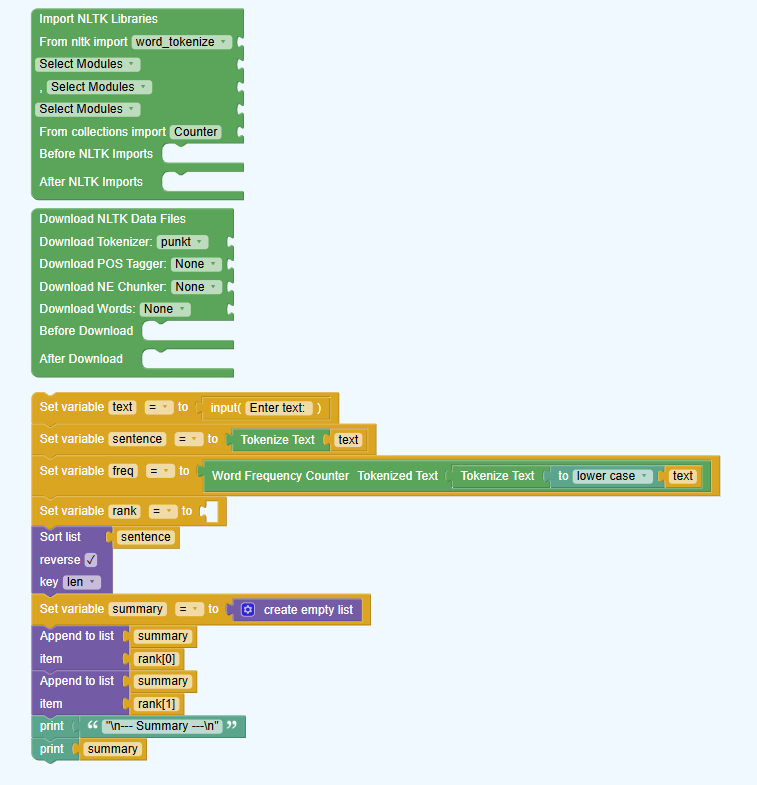 Import NLTK Libraries
From nltk import word_tokenize
Select Modules
, Select Modules
Select Modules
From collections import Counter
Before NLTK Imports
After NLTK Imports
Download NLTK Data Files
Download Tokenizer: punkt
Download POS Tagger: None
Download NE Chunker: None
Download Words: None
Before Download
After Download
Set variable text = to input( Enter text: )
Set variable sentence = to Tokenize Text text
Set variable freq = to Word Frequency Counter Tokenized Text Tokenize Text to lower case text
Set variable rank = to
Sort list sentence
reverse ✓
key len
Set variable summary = to create empty list
Append to list summary
item rank[0]
Append to list summary
item rank[1]
print “ "\n--- Summary ---\n" ”
print summary